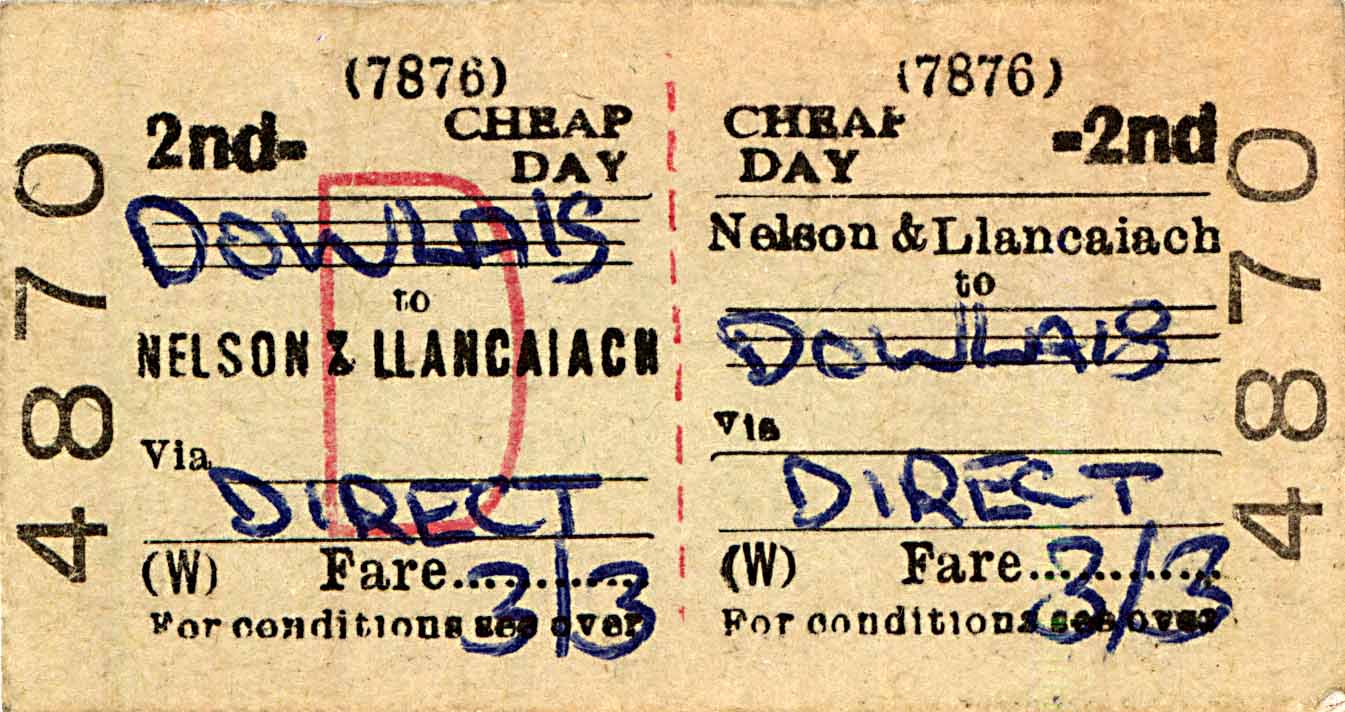 4870
(7876)
2nd- CHEAP
DAY
DOWLAIS
to
NELSON & LLANCAIACH
D
Via
DIRECT
(W) Fare............ 3/3
For conditions see over
(7876)
CHEAP -2nd
DAY
Nelson & Llancaiach
to
DOWLAIS
Via
DIRECT
(W) Fare............ 3/3
For conditions see over
4870